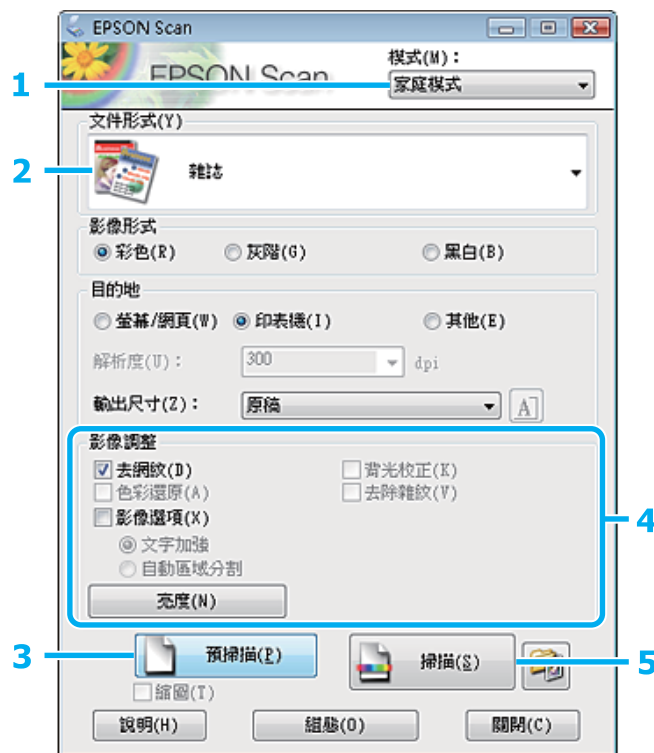 EPSON Scan
EPSON Scan
模式(M)：
1
家庭模式
文件形式(Y)
2
雜誌
影像形式
彩色(R) 灰階(G) 黑白(B)
目的地
螢幕/網頁(W) 印表機(I) 其他(E)
解析度(U)： 300 dpi
輸出尺寸(Z)： 原稿 A
影像調整
去網紋(D) 背光校正(K)
色彩還原(A) 去除雜紋(V)
4
影像選項(X)
文字加強
自動區域分割
亮度(N)
3 預掃描(P) 掃描(S) 5
縮圖(T)
說明(H) 組態(O) 關閉(C)